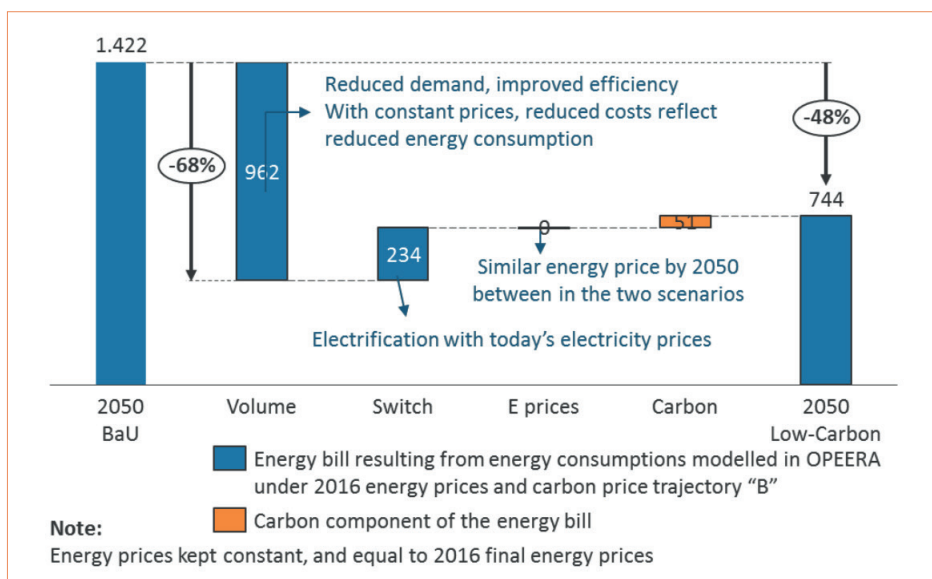 1.422
Reduced demand, improved efficiency
With constant prices, reduced costs reflect
reduced energy consumption
-48%
-68%
962
744
234
0
51
Similar energy price by 2050
between in the two scenarios
Electrification with today's electricity prices
2050
BaU
Volume
Switch
E prices
Carbon
2050
Low-Carbon
Energy bill resulting from energy consumptions modelled in OPEERA
under 2016 energy prices and carbon price trajectory “B”
Carbon component of the energy bill
Note:
Energy prices kept constant, and equal to 2016 final energy prices